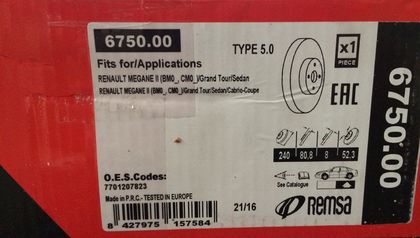 6750.00
TYPE 5.0
x1
PIECE
Fits for/Applications
RENAULT MEGANE II (BM0_, CM0_)/Grand Tour/Sedan
RENAULT MEGANE II (BM0_, CM0_)/Grand Tour/Sedan/Cabrio-Coupe
EAC
240 80,8 8 52,3
See Catalogue
O.E.S.Codes:
7701207823
Made in P.R.C.- TESTED IN EUROPE
8 427975 157584
21/16
Remsa
6750.00